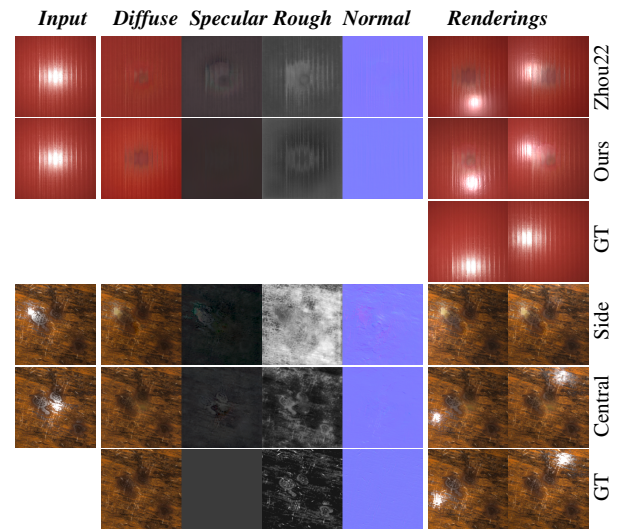 Input Diffuse Specular Rough Normal Renderings
Zhou22
Ours
GT
Side
Central
GT